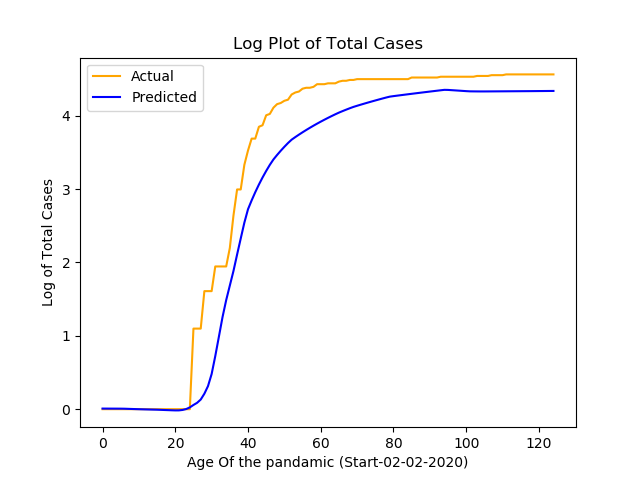 Log Plot of Total Cases
Actual
Predicted
Log of Total Cases
4
3
2
1
0
0 20 40 60 80 100 120
Age Of the pandamic (Start-02-02-2020)